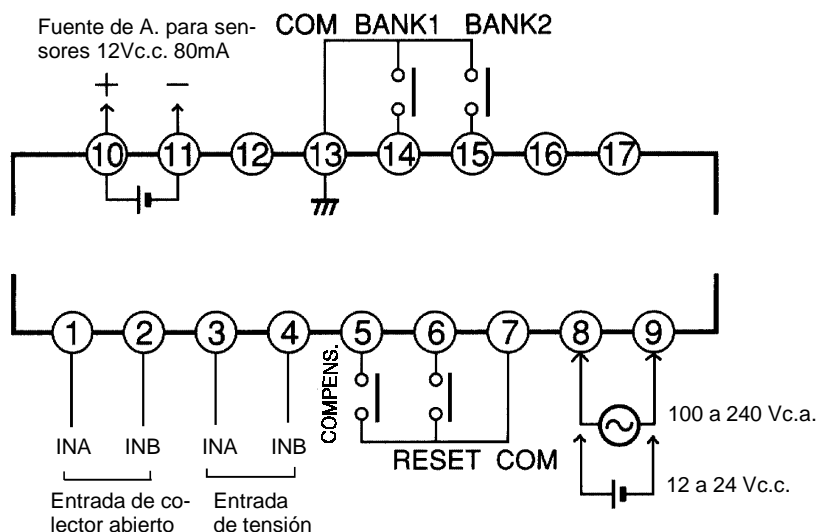 Fuente de A. para sen-
sores 12Vc.c. 80mA
COM BANK1 BANK2
+ −
10 11 12 13 14 15 16 17
1 2 3 4 5 6 7 8 9
COMPENS.
INA INB INA INB
RESET COM
100 a 240 Vc.a.
12 a 24 Vc.c.
Entrada de co-
lector abierto
Entrada
de tensión